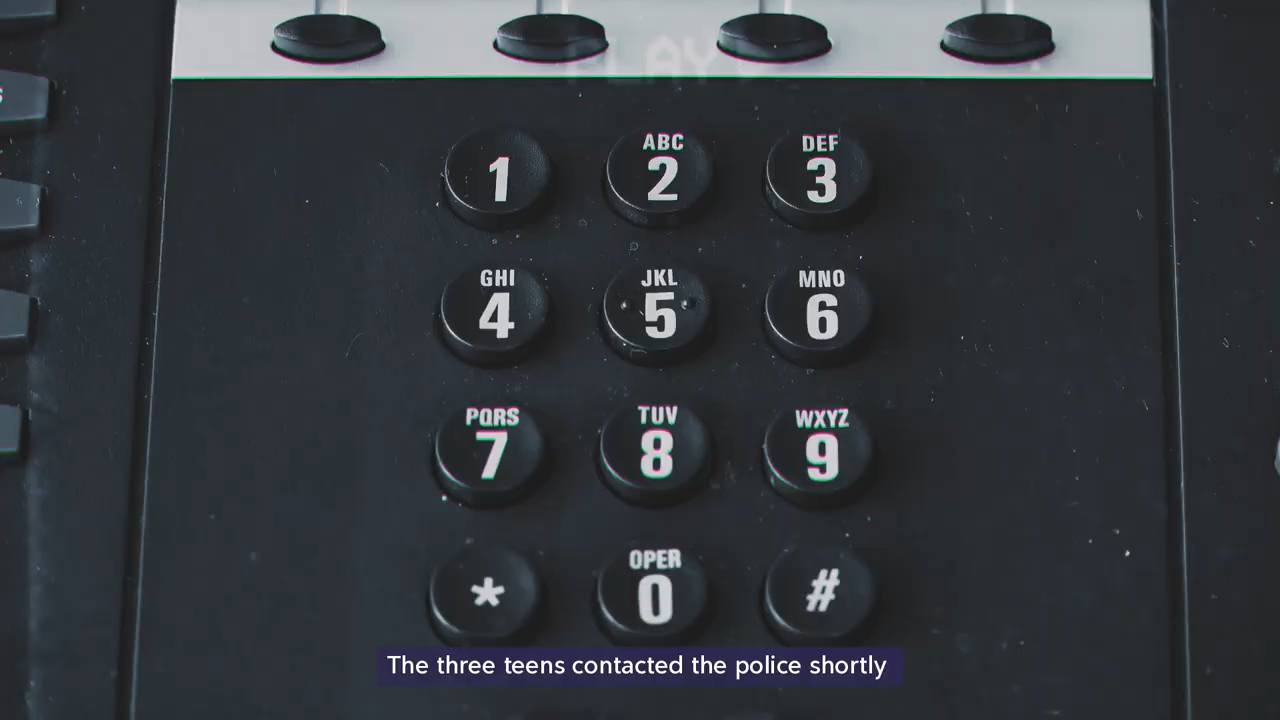 S
PLAY
1
ABC
2
DEF
3
GHI
4
JKL
5
MNO
6
PQRS
7
TUV
8
WXYZ
9
*
OPER
0
#
The three teens contacted the police shortly